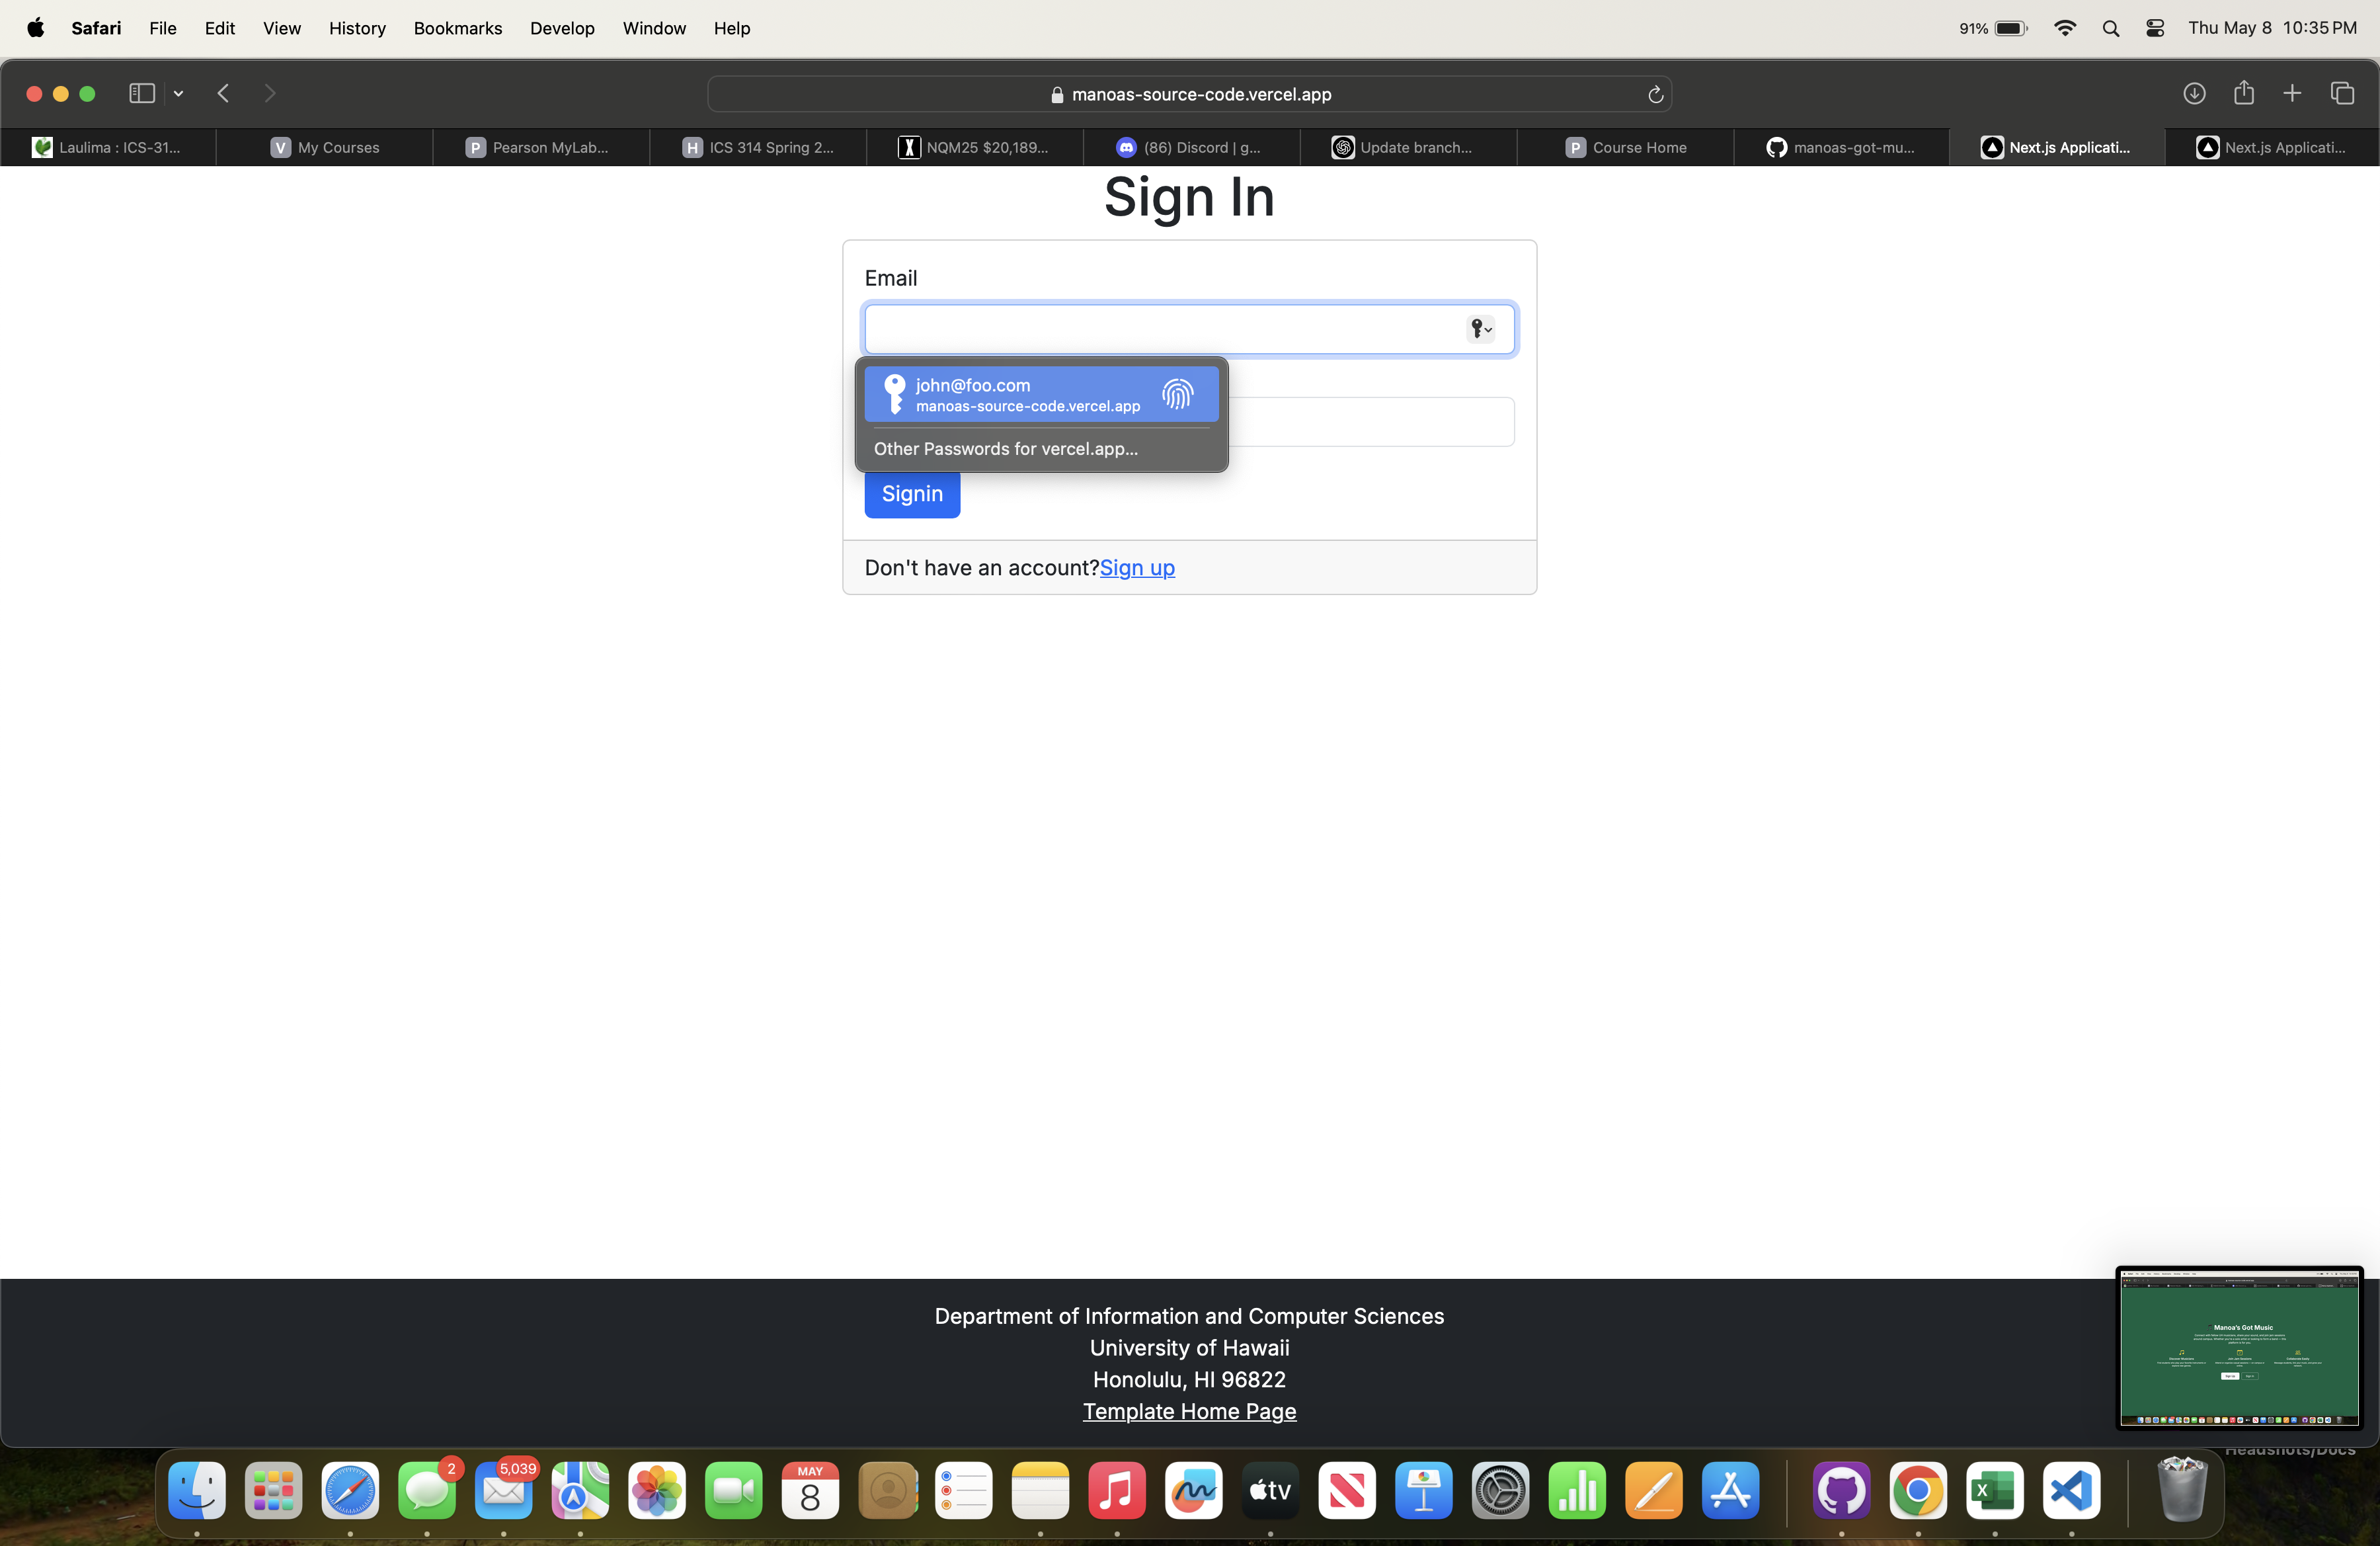 Safari File Edit View History Bookmarks Develop Window Help 91% Thu May 8 10:35 PM
manoas-source-code.vercel.app
Laulima : ICS-31... V My Courses P Pearson MyLab... H ICS 314 Spring 2... NQM25 $20,189... (86) Discord | g... Update branch... P Course Home manoas-got-mu... Next.js Applicati... Next.js Applicati...
Sign In
Email
john@foo.com
manoas-source-code.vercel.app
Other Passwords for vercel.app...
Signin
Don't have an account?Sign up
Manoa's Got Music
Department of Information and Computer Sciences
University of Hawaii
Honolulu, HI 96822
Template Home Page
Headshots/Docs
2 5,039 MAY 8 tv X